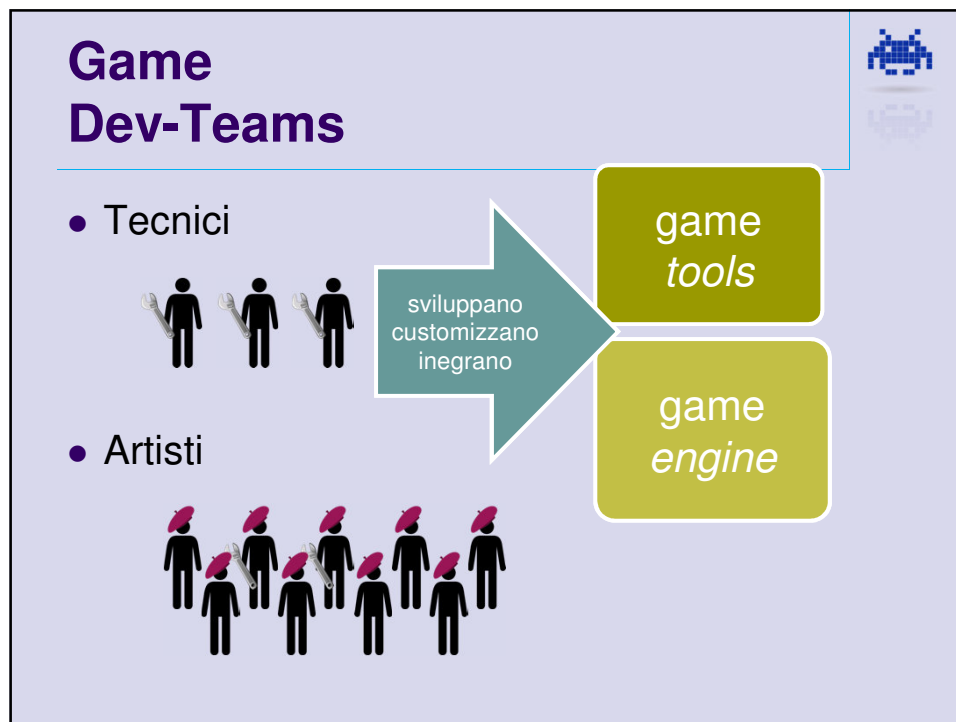 Game
Dev-Teams
● Tecnici
sviluppano
customizzano
inegrano
game
tools
game
engine
● Artisti